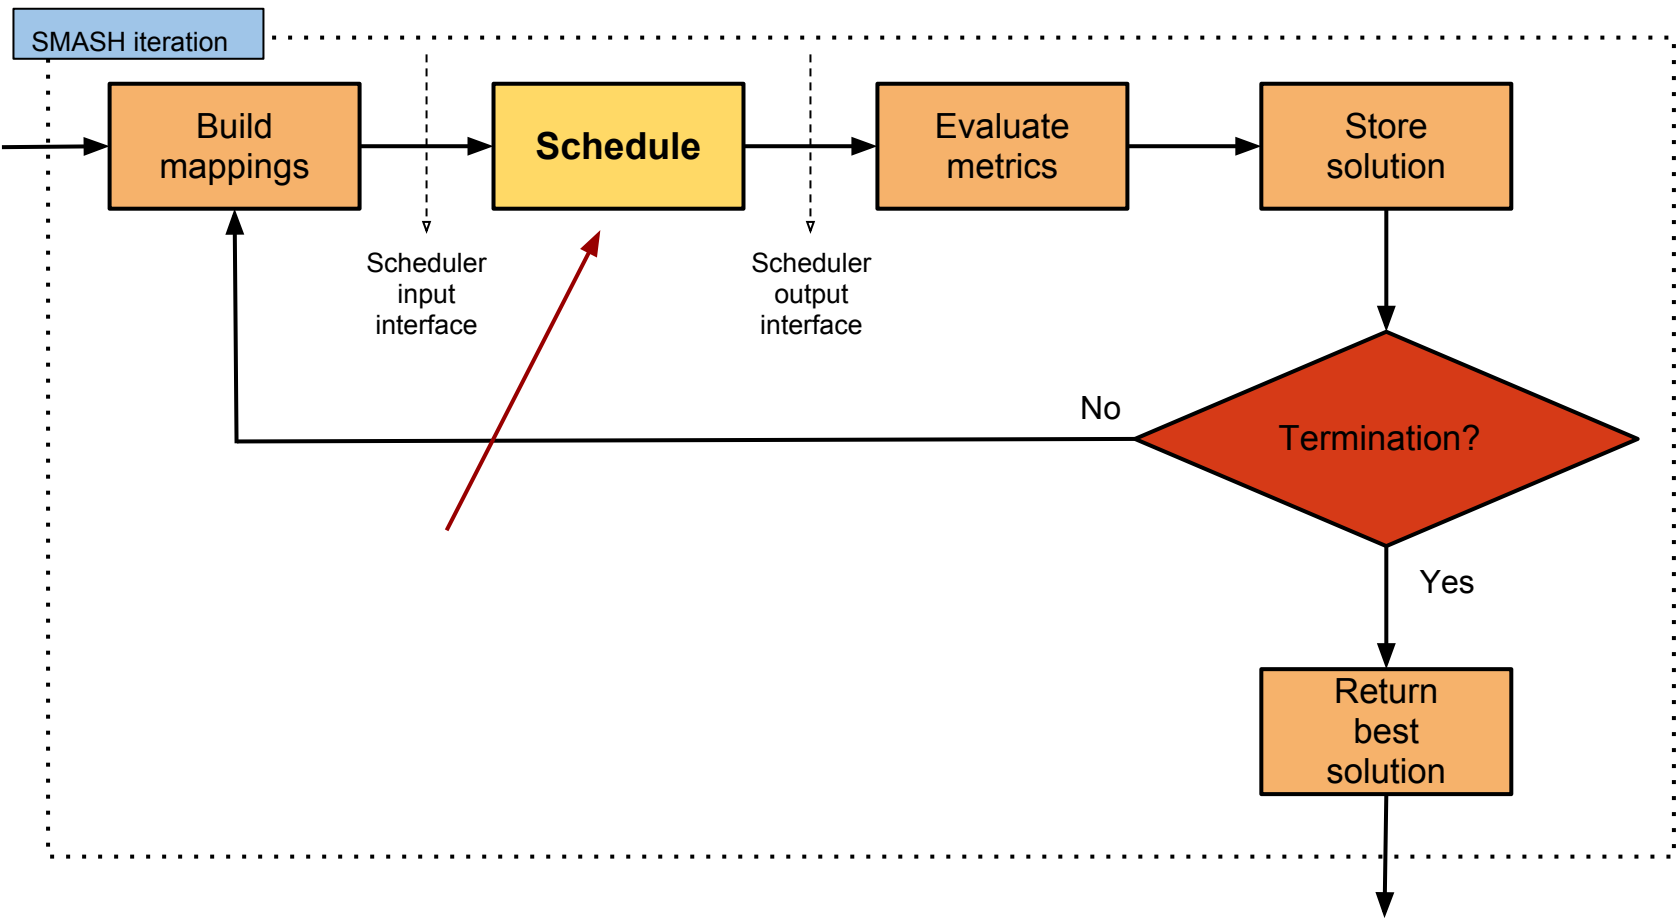 SMASH iteration
Build
mappings
Schedule
Evaluate
metrics
Store
solution
Scheduler
input
interface
Scheduler
output
interface
No
Termination?
Yes
Return
best
solution